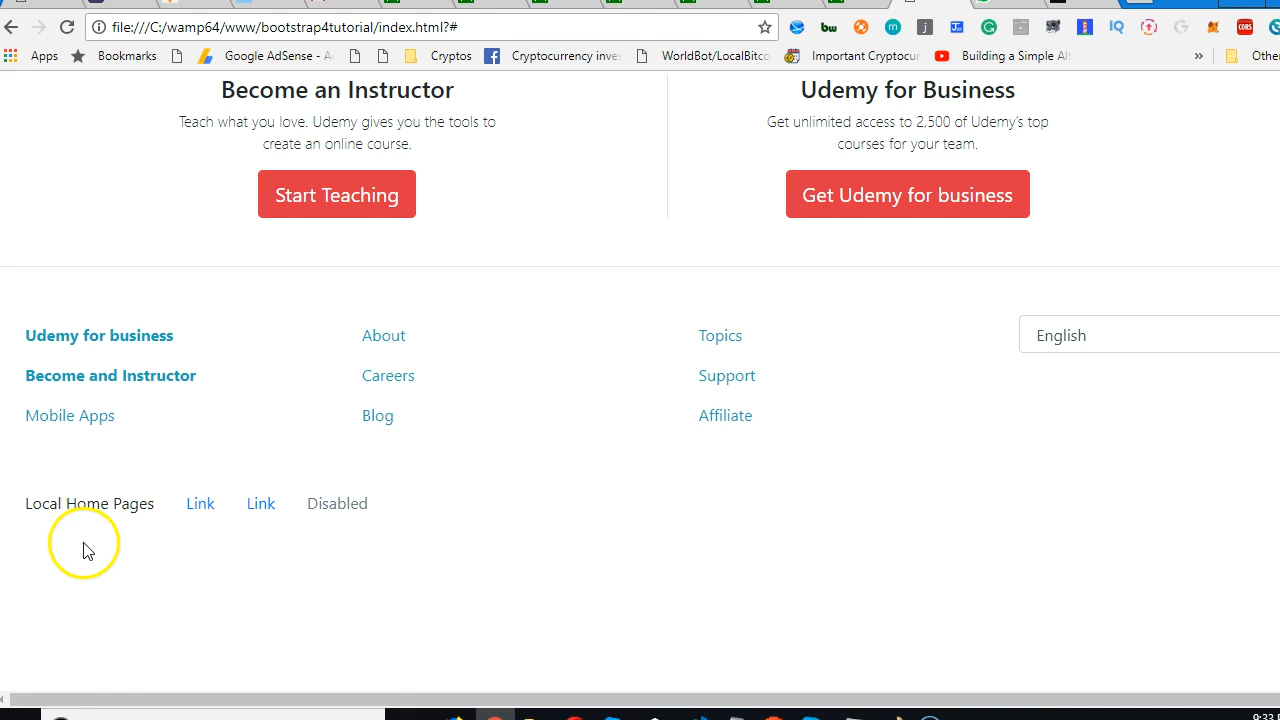 file:///C:/wamp64/www/bootstrap4tutorial/index.html?#
Apps Bookmarks Google AdSense - Cryptos Cryptocurrency inve WorldBot/LocalBitco Important Cryptocur Building a Simple Alt » Other
Become an Instructor
Teach what you love. Udemy gives you the tools to
create an online course.
Start Teaching
Udemy for Business
Get unlimited access to 2,500 of Udemy's top
courses for your team.
Get Udemy for business
Udemy for business About Topics English
Become and Instructor Careers Support
Mobile Apps Blog Affiliate
Local Home Pages Link Link Disabled
9:33